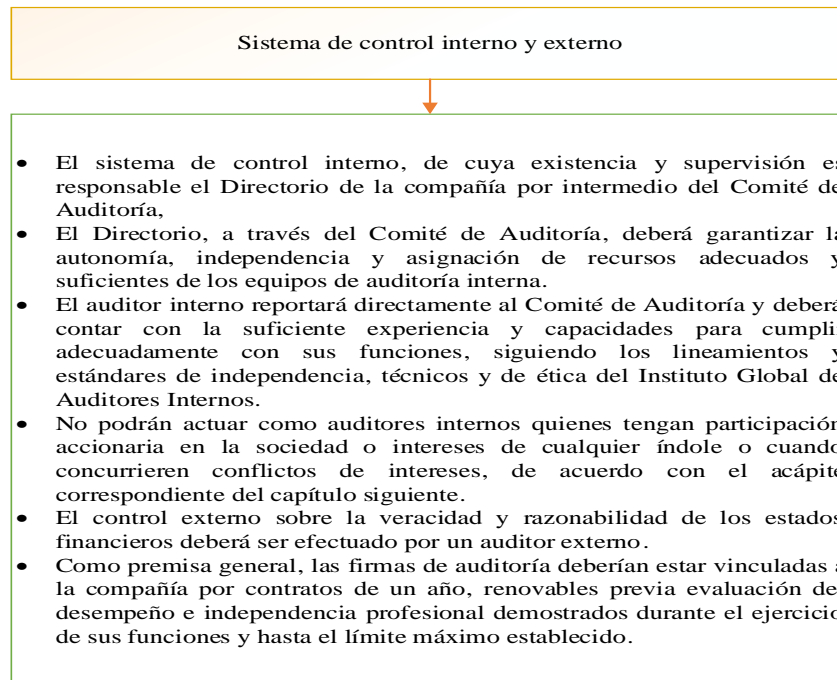 Sistema de control interno y externo
• El sistema de control interno, de cuya existencia y supervisión es
responsable el Directorio de la compañía por intermedio del Comité de
Auditoría,
• El Directorio, a través del Comité de Auditoría, deberá garantizar la
autonomía, independencia y asignación de recursos adecuados y
suficientes de los equipos de auditoría interna.
• El auditor interno reportará directamente al Comité de Auditoría y deberá
contar con la suficiente experiencia y capacidades para cumplir
adecuadamente con sus funciones, siguiendo los lineamientos y
estándares de independencia, técnicos y de ética del Instituto Global de
Auditores Internos.
• No podrán actuar como auditores internos quienes tengan participación
accionaria en la sociedad o intereses de cualquier índole o cuando
concurrieren conflictos de intereses, de acuerdo con el acápite
correspondiente del capítulo siguiente.
• El control externo sobre la veracidad y razonabilidad de los estados
financieros deberá ser efectuado por un auditor externo.
• Como premisa general, las firmas de auditoría deberían estar vinculadas a
la compañía por contratos de un año, renovables previa evaluación de
desempeño e independencia profesional demostrados durante el ejercicio
de sus funciones y hasta el límite máximo establecido.